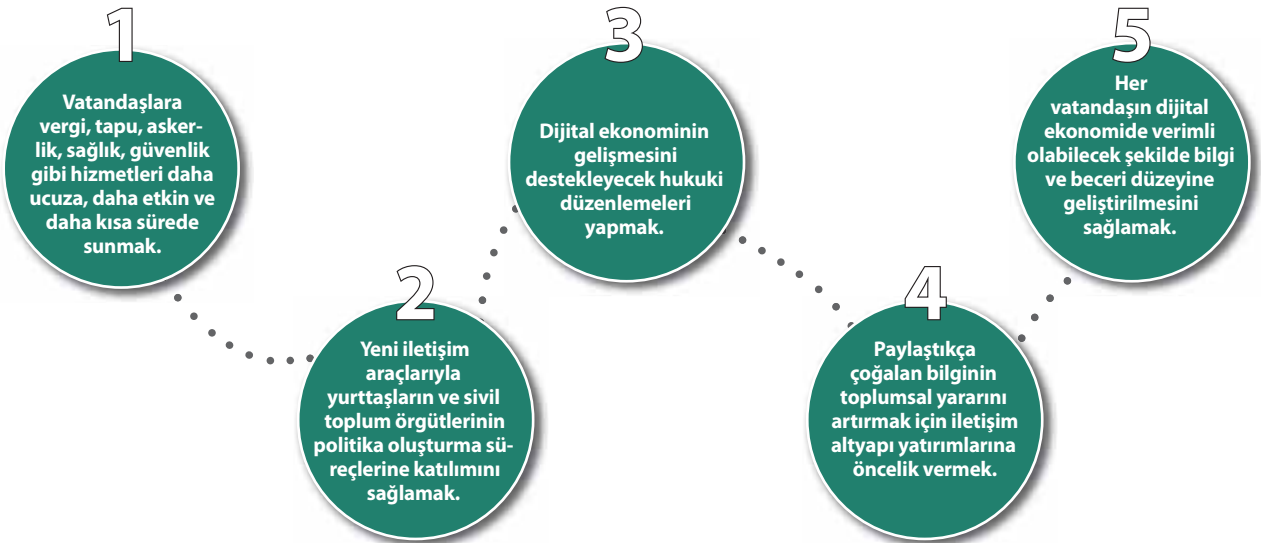 1
Vatandaşlara
vergi, tapu, asker-
lik, sağlık, güvenlik
gibi hizmetleri daha
ucuza, daha etkin ve
daha kısa sürede
sunmak.
2
Yeni iletişim
araçlarıyla
yurttaşların ve sivil
toplum örgütlerinin
politika oluşturma sü-
reçlerine katılımını
sağlamak.
3
Dijital ekonominin
gelişmesini
destekleyecek hukuki
düzenlemeleri
yapmak.
4
Paylaştıkça
çoğalan bilginin
toplumsal yararını
artırmak için iletişim
altyapı yatırımlarına
öncelik vermek.
5
Her
vatandaşın dijital
ekonomide verimli
olabilecek şekilde bilgi
ve beceri düzeyine
geliştirilmesini
sağlamak.